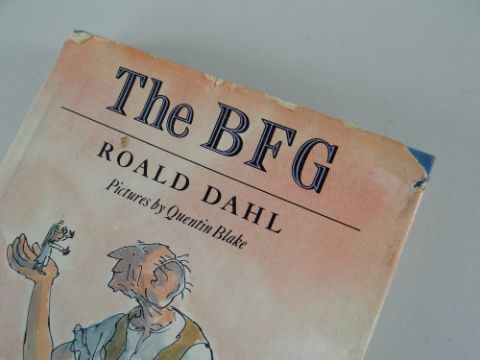 The BFG
ROALD DAHL
Pictures by Quentin Blake